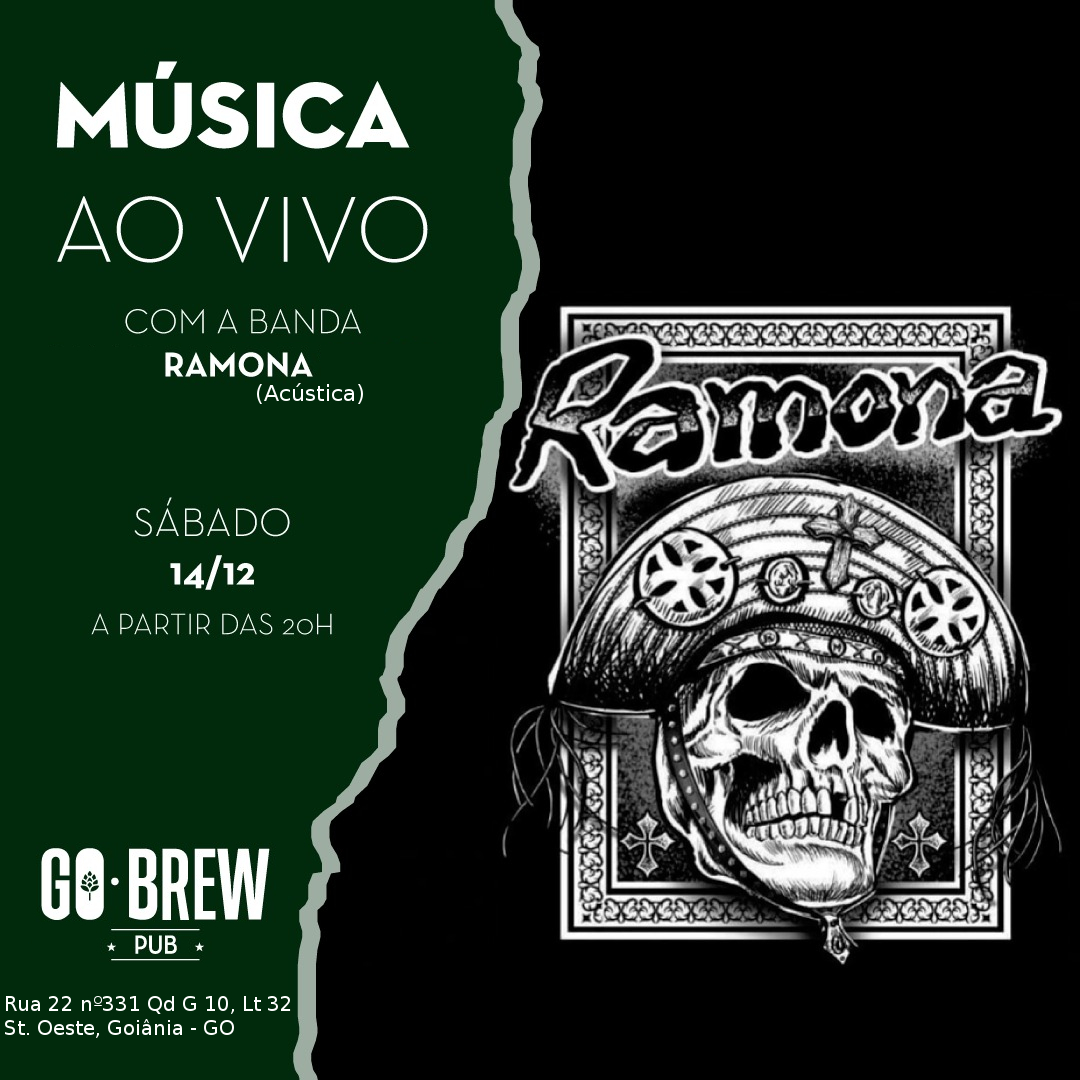 MÚSICA
AO VIVO
COM A BANDA
RAMONA
(Acústica)
SÁBADO
14/12
A PARTIR DAS 20H
GO·BREW
PUB
Rua 22 nº331 Qd G 10, Lt 32
St. Oeste, Goiânia - GO
Ramona